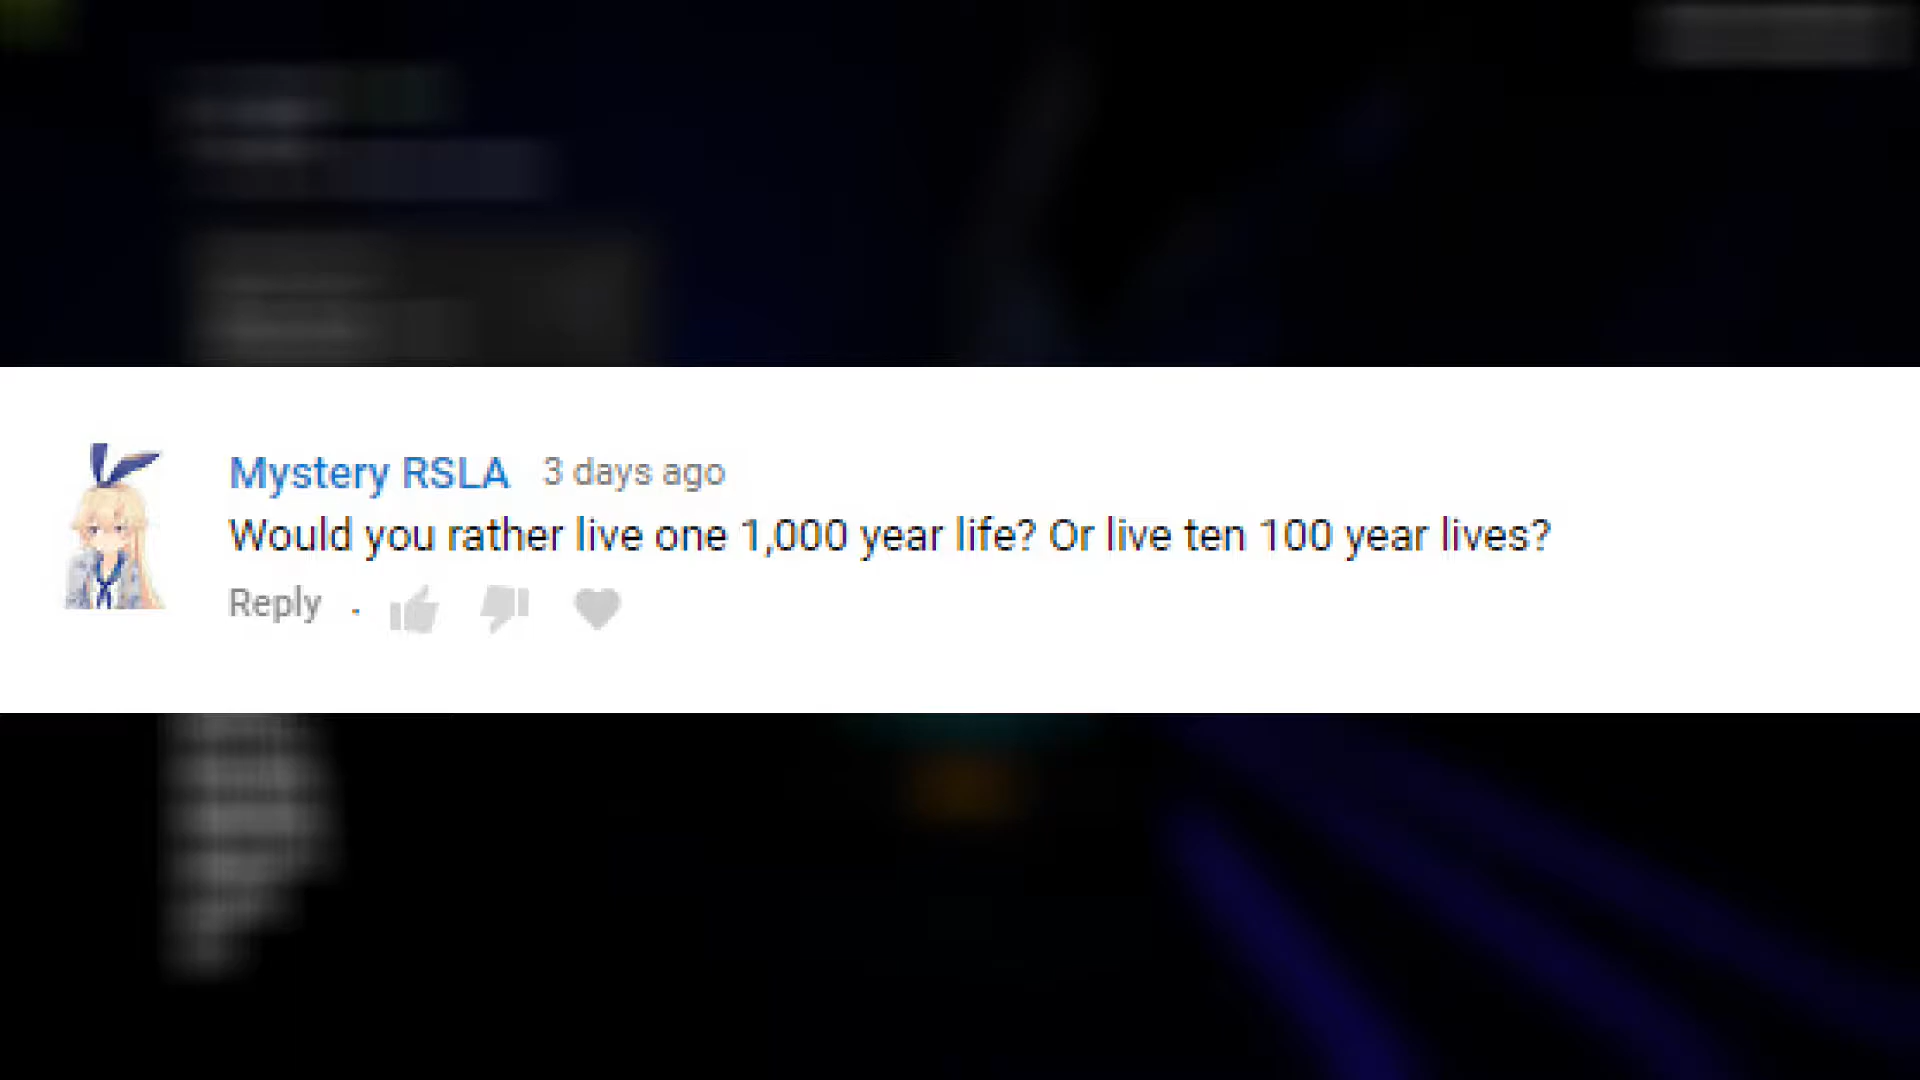 Mystery RSLA 3 days ago
Would you rather live one 1,000 year life? Or live ten 100 year lives?
Reply